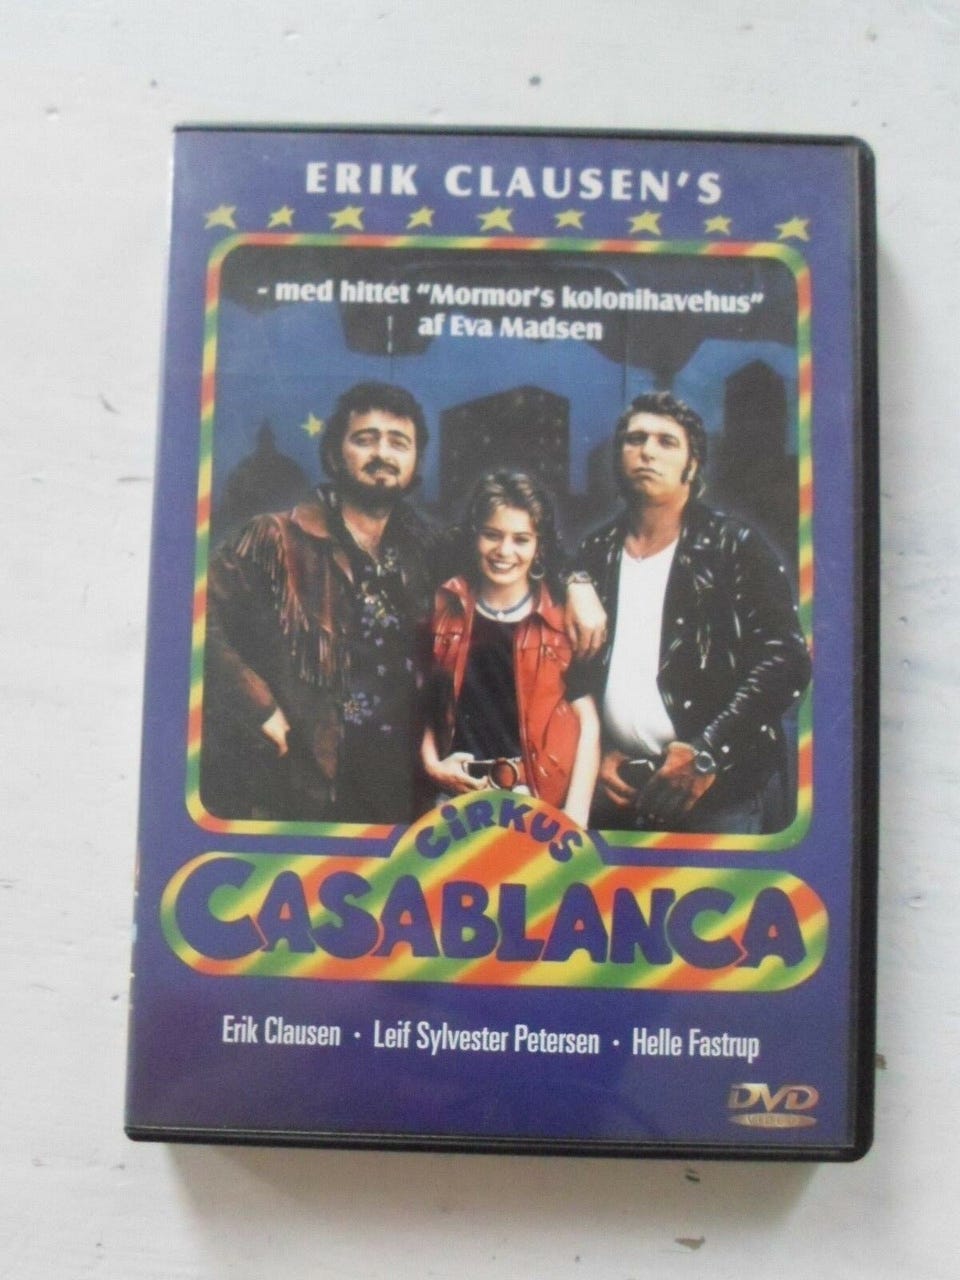 ERIK CLAUSEN'S
- med hittet "Mormor's kolonihavehus"
af Eva Madsen
CiRKUS
CASABLANCA
Erik Clausen · Leif Sylvester Petersen · Helle Fastrup
DVD
VIDEO